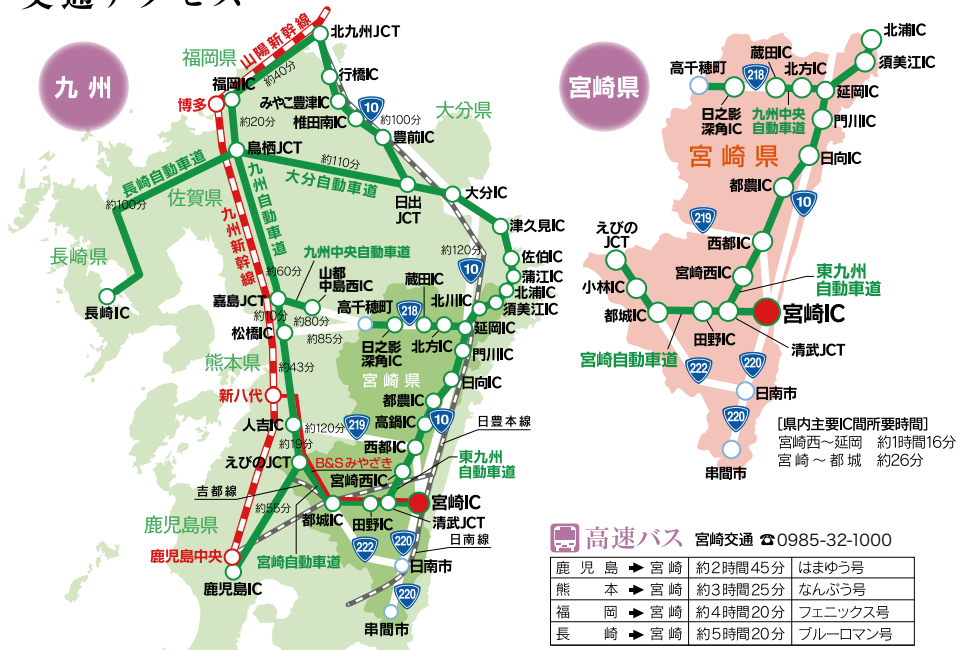 交通アクセス
九州
山陽新幹線
北九州JCT
福岡県
約40分
福岡IC
行橋IC
博多
みやこ豊津IC
10
大分県
約20分
椎田南IC
約100分
豊前IC
鳥栖JCT
長崎自動車道
約110分
大分自動車道
約100分
佐賀県
九州自動車道
日出
JCT
大分IC
九州新幹線
津久見IC
長崎県
約120分
約60分
九州中央自動車道
佐伯IC
10
山都
中島西IC
蔵田IC
蒲江IC
長崎IC
嘉島JCT
高千穂町
北川IC
北浦IC
約10分
約80分
218
須美江IC
松橋IC
約85分
延岡IC
日之影
深角IC
北方IC
門川IC
熊本県
約43分
宮崎県
日向IC
新八代
都農IC
人吉IC
約120分
219
高鍋IC
10
日豊本線
約19分
西都IC
えびのJCT
B&Sみやざき
東九州
自動車道
宮崎西IC
吉都線
約55分
宮崎IC
都城IC
田野IC
清武JCT
鹿児島県
日南線
222
220
鹿児島中央
宮崎自動車道
日南市
鹿児島IC
220
串間市
宮崎県
北浦IC
蔵田IC
高千穂町
218
北方IC
須美江IC
延岡IC
日之影
深角IC
九州中央
自動車道
門川IC
宮崎県
日向IC
都農IC
10
219
えびの
JCT
西都IC
宮崎西IC
東九州
自動車道
小林IC
都城IC
宮崎IC
田野IC
清武JCT
宮崎自動車道
222
220
日南市
220
串間市
[県内主要IC間所要時間]
宮崎西～延岡 約1時間16分
宮崎～都城 約26分
高速バス 宮崎交通 ☎0985-32-1000
鹿児島 ➡ 宮崎 約2時間45分 はまゆう号
熊本 ➡ 宮崎 約3時間25分 なんぷう号
福岡 ➡ 宮崎 約4時間20分 フェニックス号
長崎 ➡ 宮崎 約5時間20分 ブルーロマン号